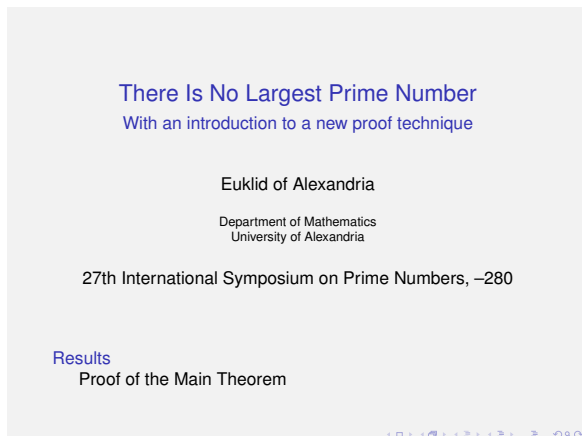 There Is No Largest Prime Number
With an introduction to a new proof technique
Euklid of Alexandria
Department of Mathematics
University of Alexandria
27th International Symposium on Prime Numbers, –280
Results
Proof of the Main Theorem